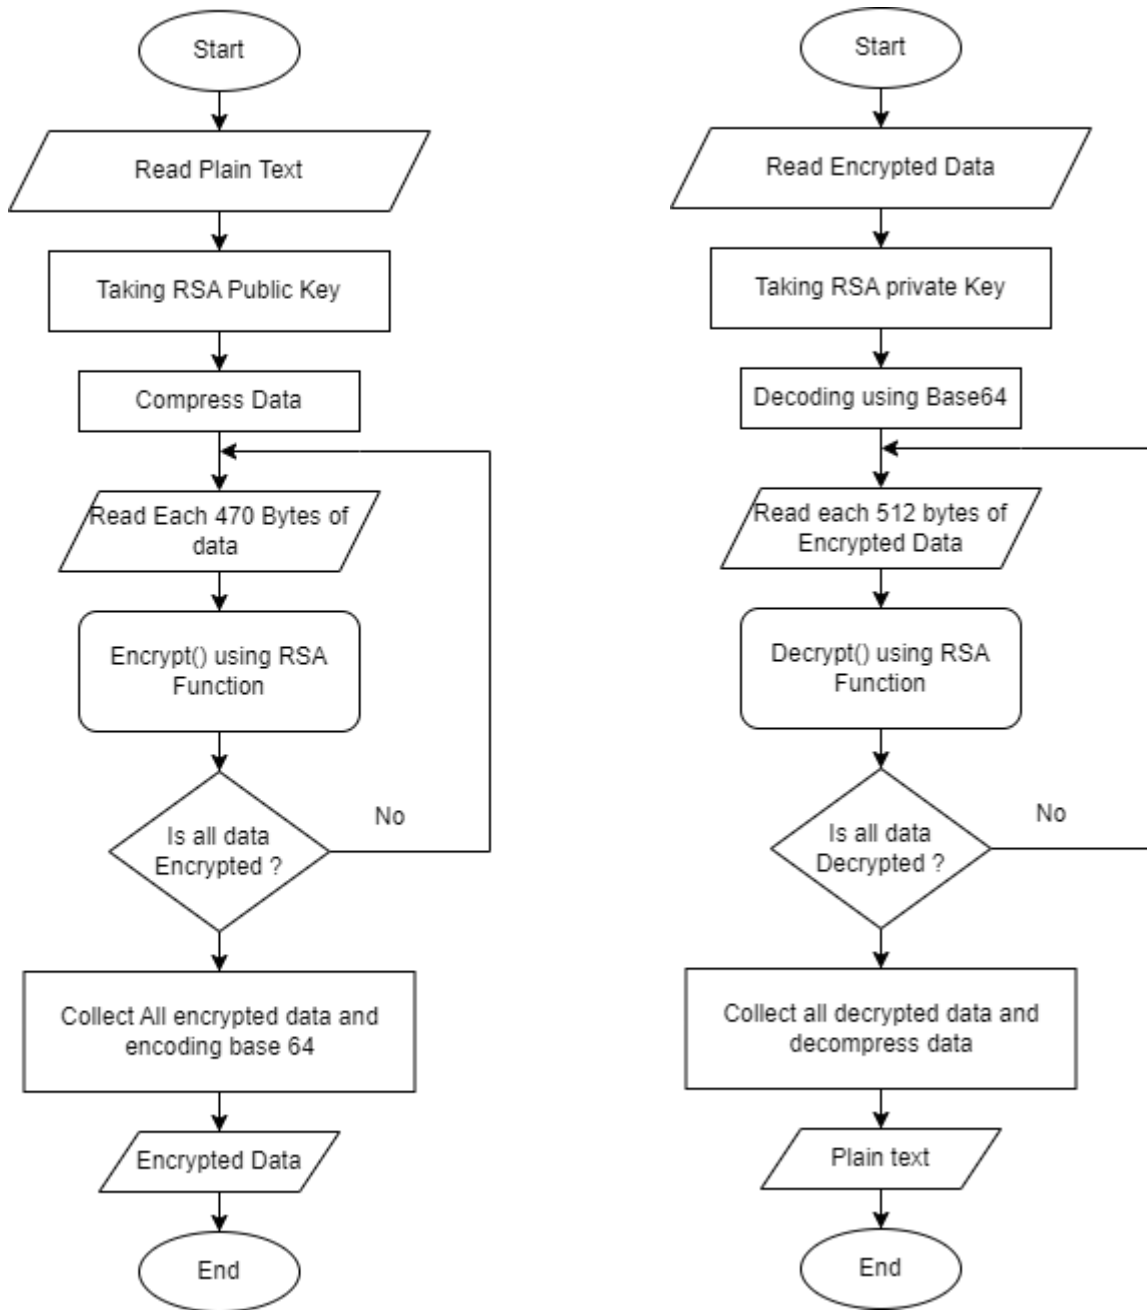 Start
Read Plain Text
Taking RSA Public Key
Compress Data
Read Each 470 Bytes of
data
Encrypt() using RSA
Function
Is all data
Encrypted ?
No
Collect All encrypted data and
encoding base 64
Encrypted Data
End
Start
Read Encrypted Data
Taking RSA private Key
Decoding using Base64
Read each 512 bytes of
Encrypted Data
Decrypt() using RSA
Function
Is all data
Decrypted ?
No
Collect all decrypted data and
decompress data
Plain text
End